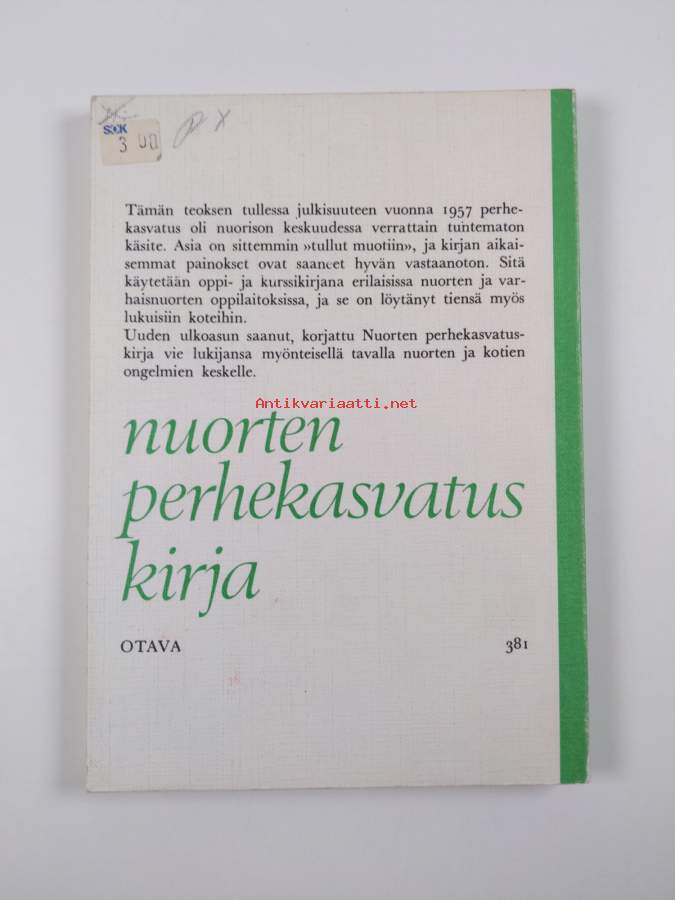 SOK
3 00
X
Tämän teoksen tullessa julkisuuteen vuonna 1957 perhe-
kasvatus oli nuorison keskuudessa verrattain tuntematon
käsite. Asia on sittemmin »tullut muotiin», ja kirjan aikai-
semmat painokset ovat saaneet hyvän vastaanoton. Sitä
käytetään oppi- ja kurssikirjana erilaisissa nuorten ja var-
haisnuorten oppilaitoksissa, ja se on löytänyt tiensä myös
lukuisiin koteihin.
Uuden ulkoasun saanut, korjattu Nuorten perhekasvatus-
kirja vie lukijansa myönteisellä tavalla nuorten ja kotien
ongelmien keskelle.
Antikvariaatti.net
nuorten
perhekasvatus
kirja
OTAVA 381